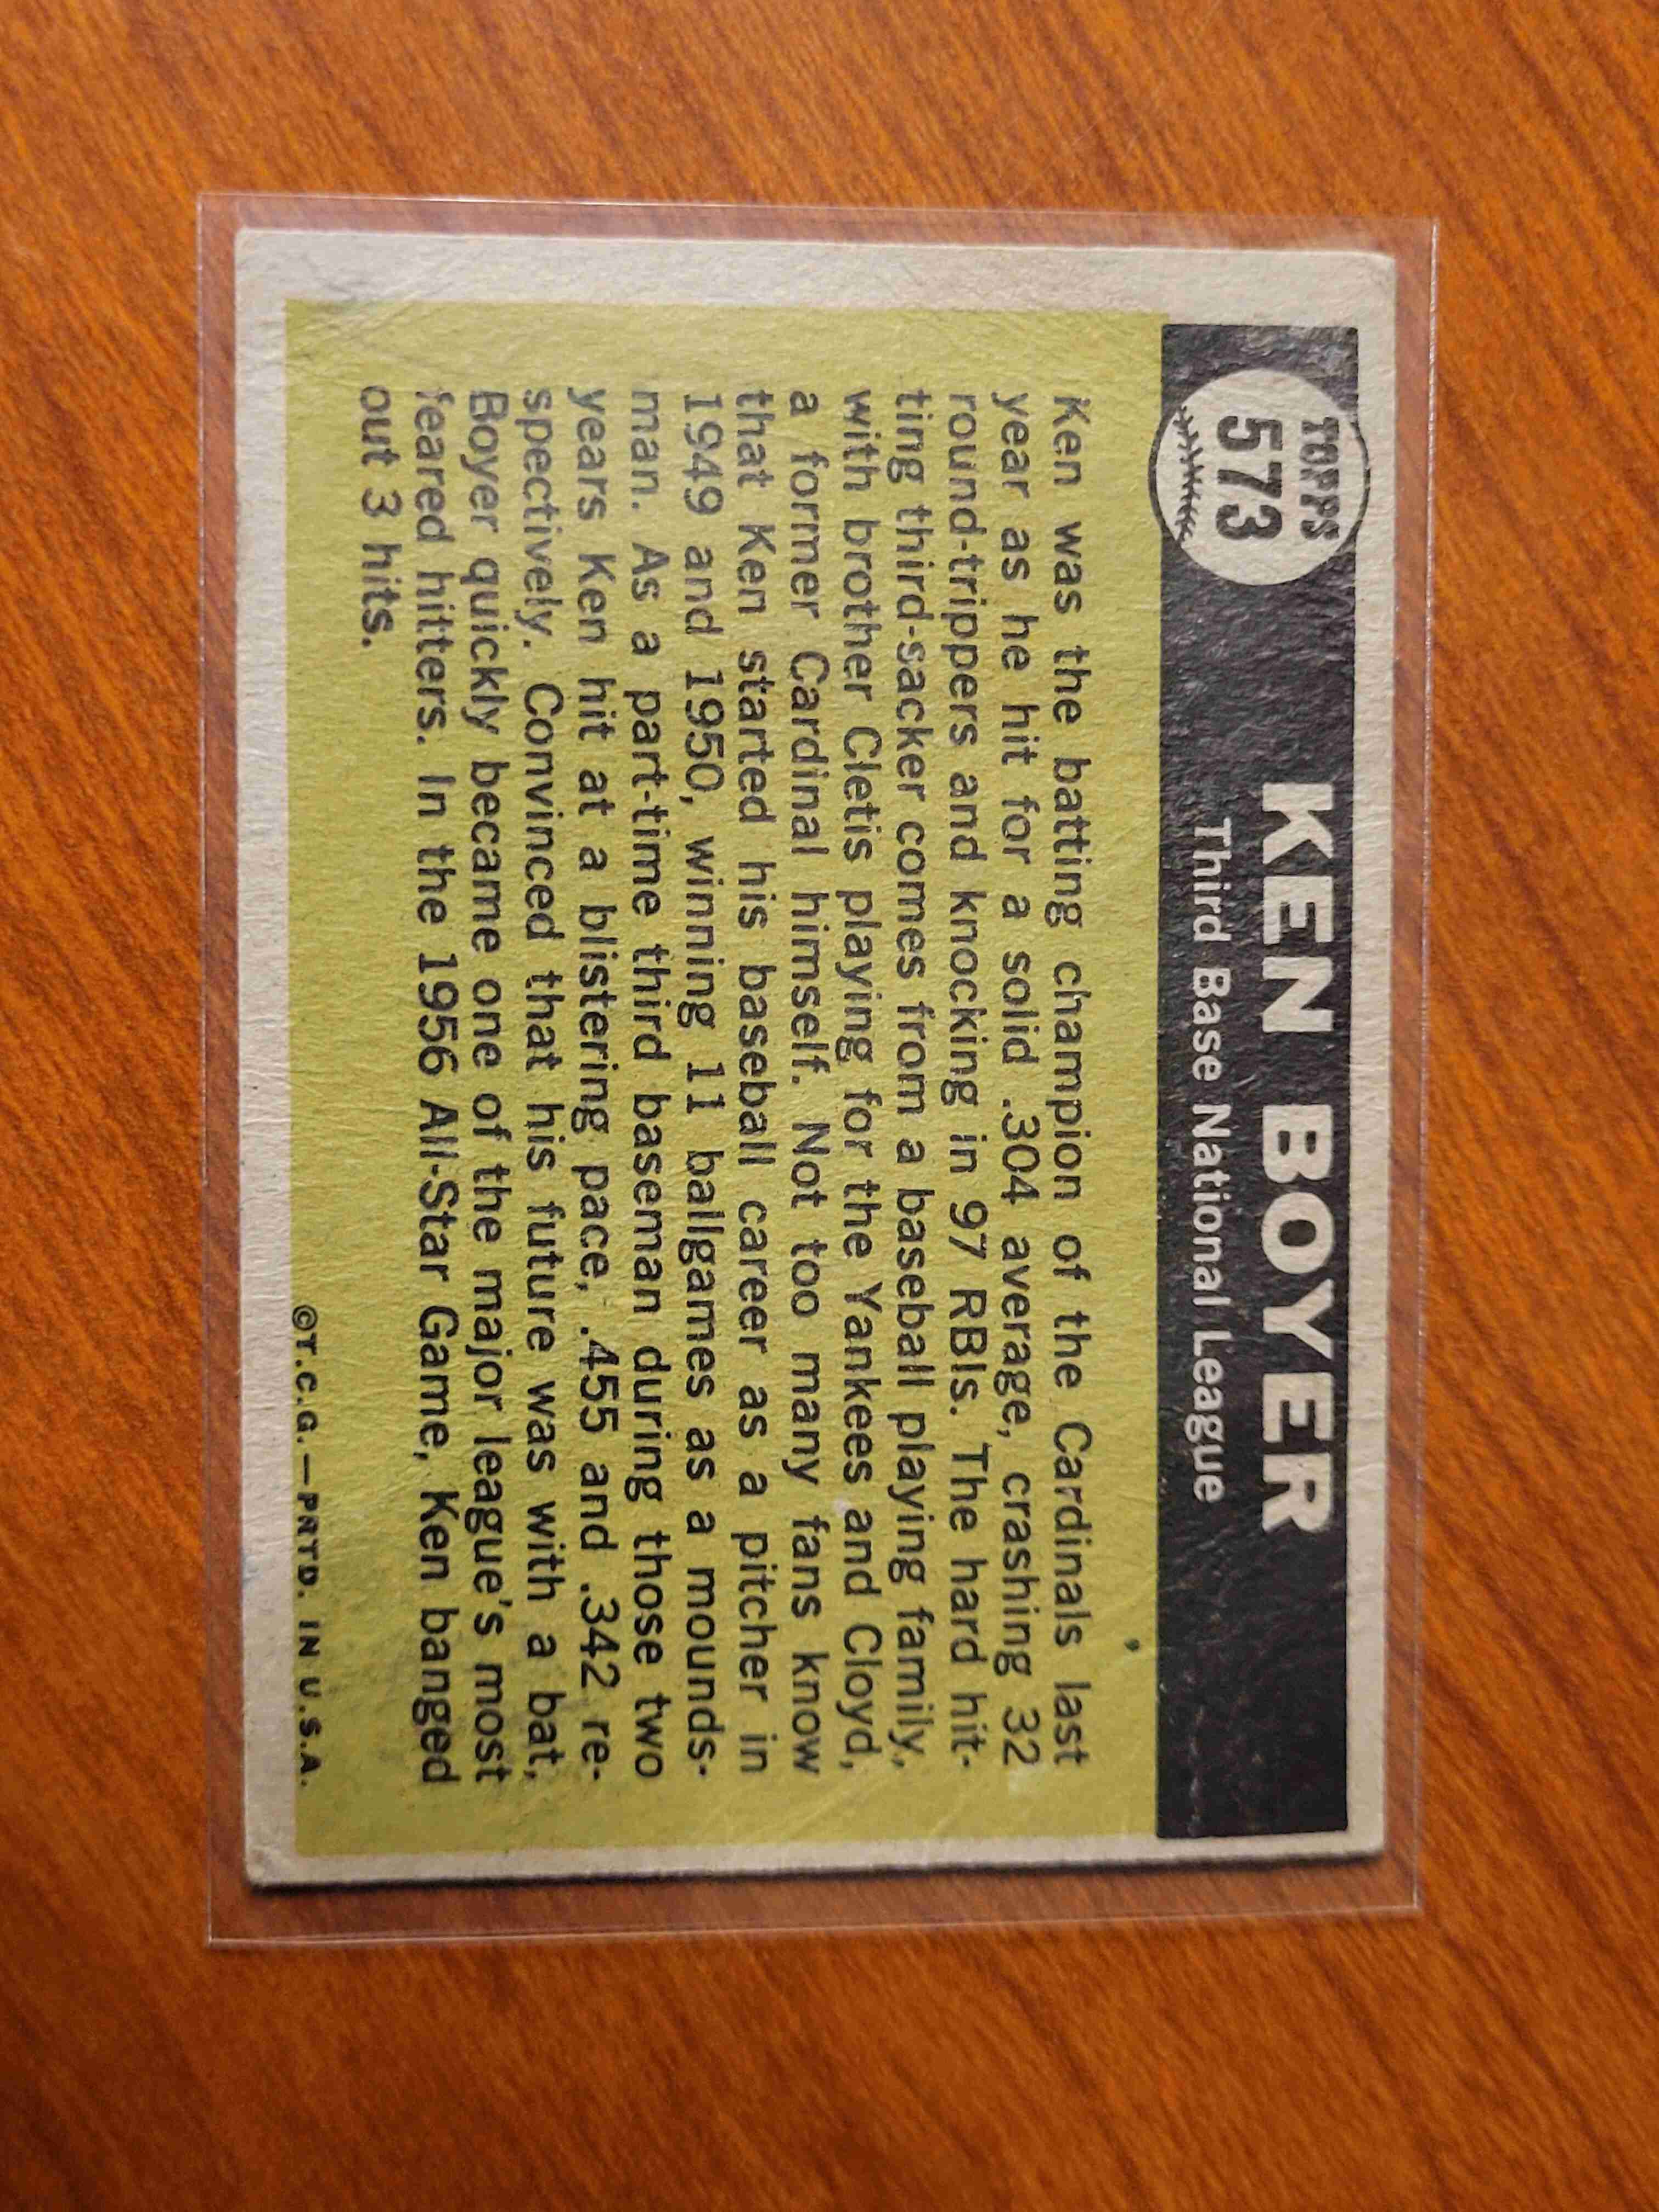 TOPPS
573
KEN BOYER
Third Base National League
Ken was the batting champion of the Cardinals last
year as he hit for a solid .304 average, crashing 32
round-trippers and knocking in 97 RBIs. The hard hit-
ting third-sacker comes from a baseball playing family,
with brother Cletis playing for the Yankees and Cloyd,
a former Cardinal himself. Not too many fans know
that Ken started his baseball career as a pitcher in
1949 and 1950, winning 11 ballgames as a mounds-
man. As a part-time third baseman during those two
years Ken hit at a blistering pace, .455 and .342 re-
spectively. Convinced that his future was with a bat,
Boyer quickly became one of the major league's most
feared hitters. In the 1956 All-Star Game, Ken banged
out 3 hits.
©T.C.G.—PRTD. IN U.S.A.